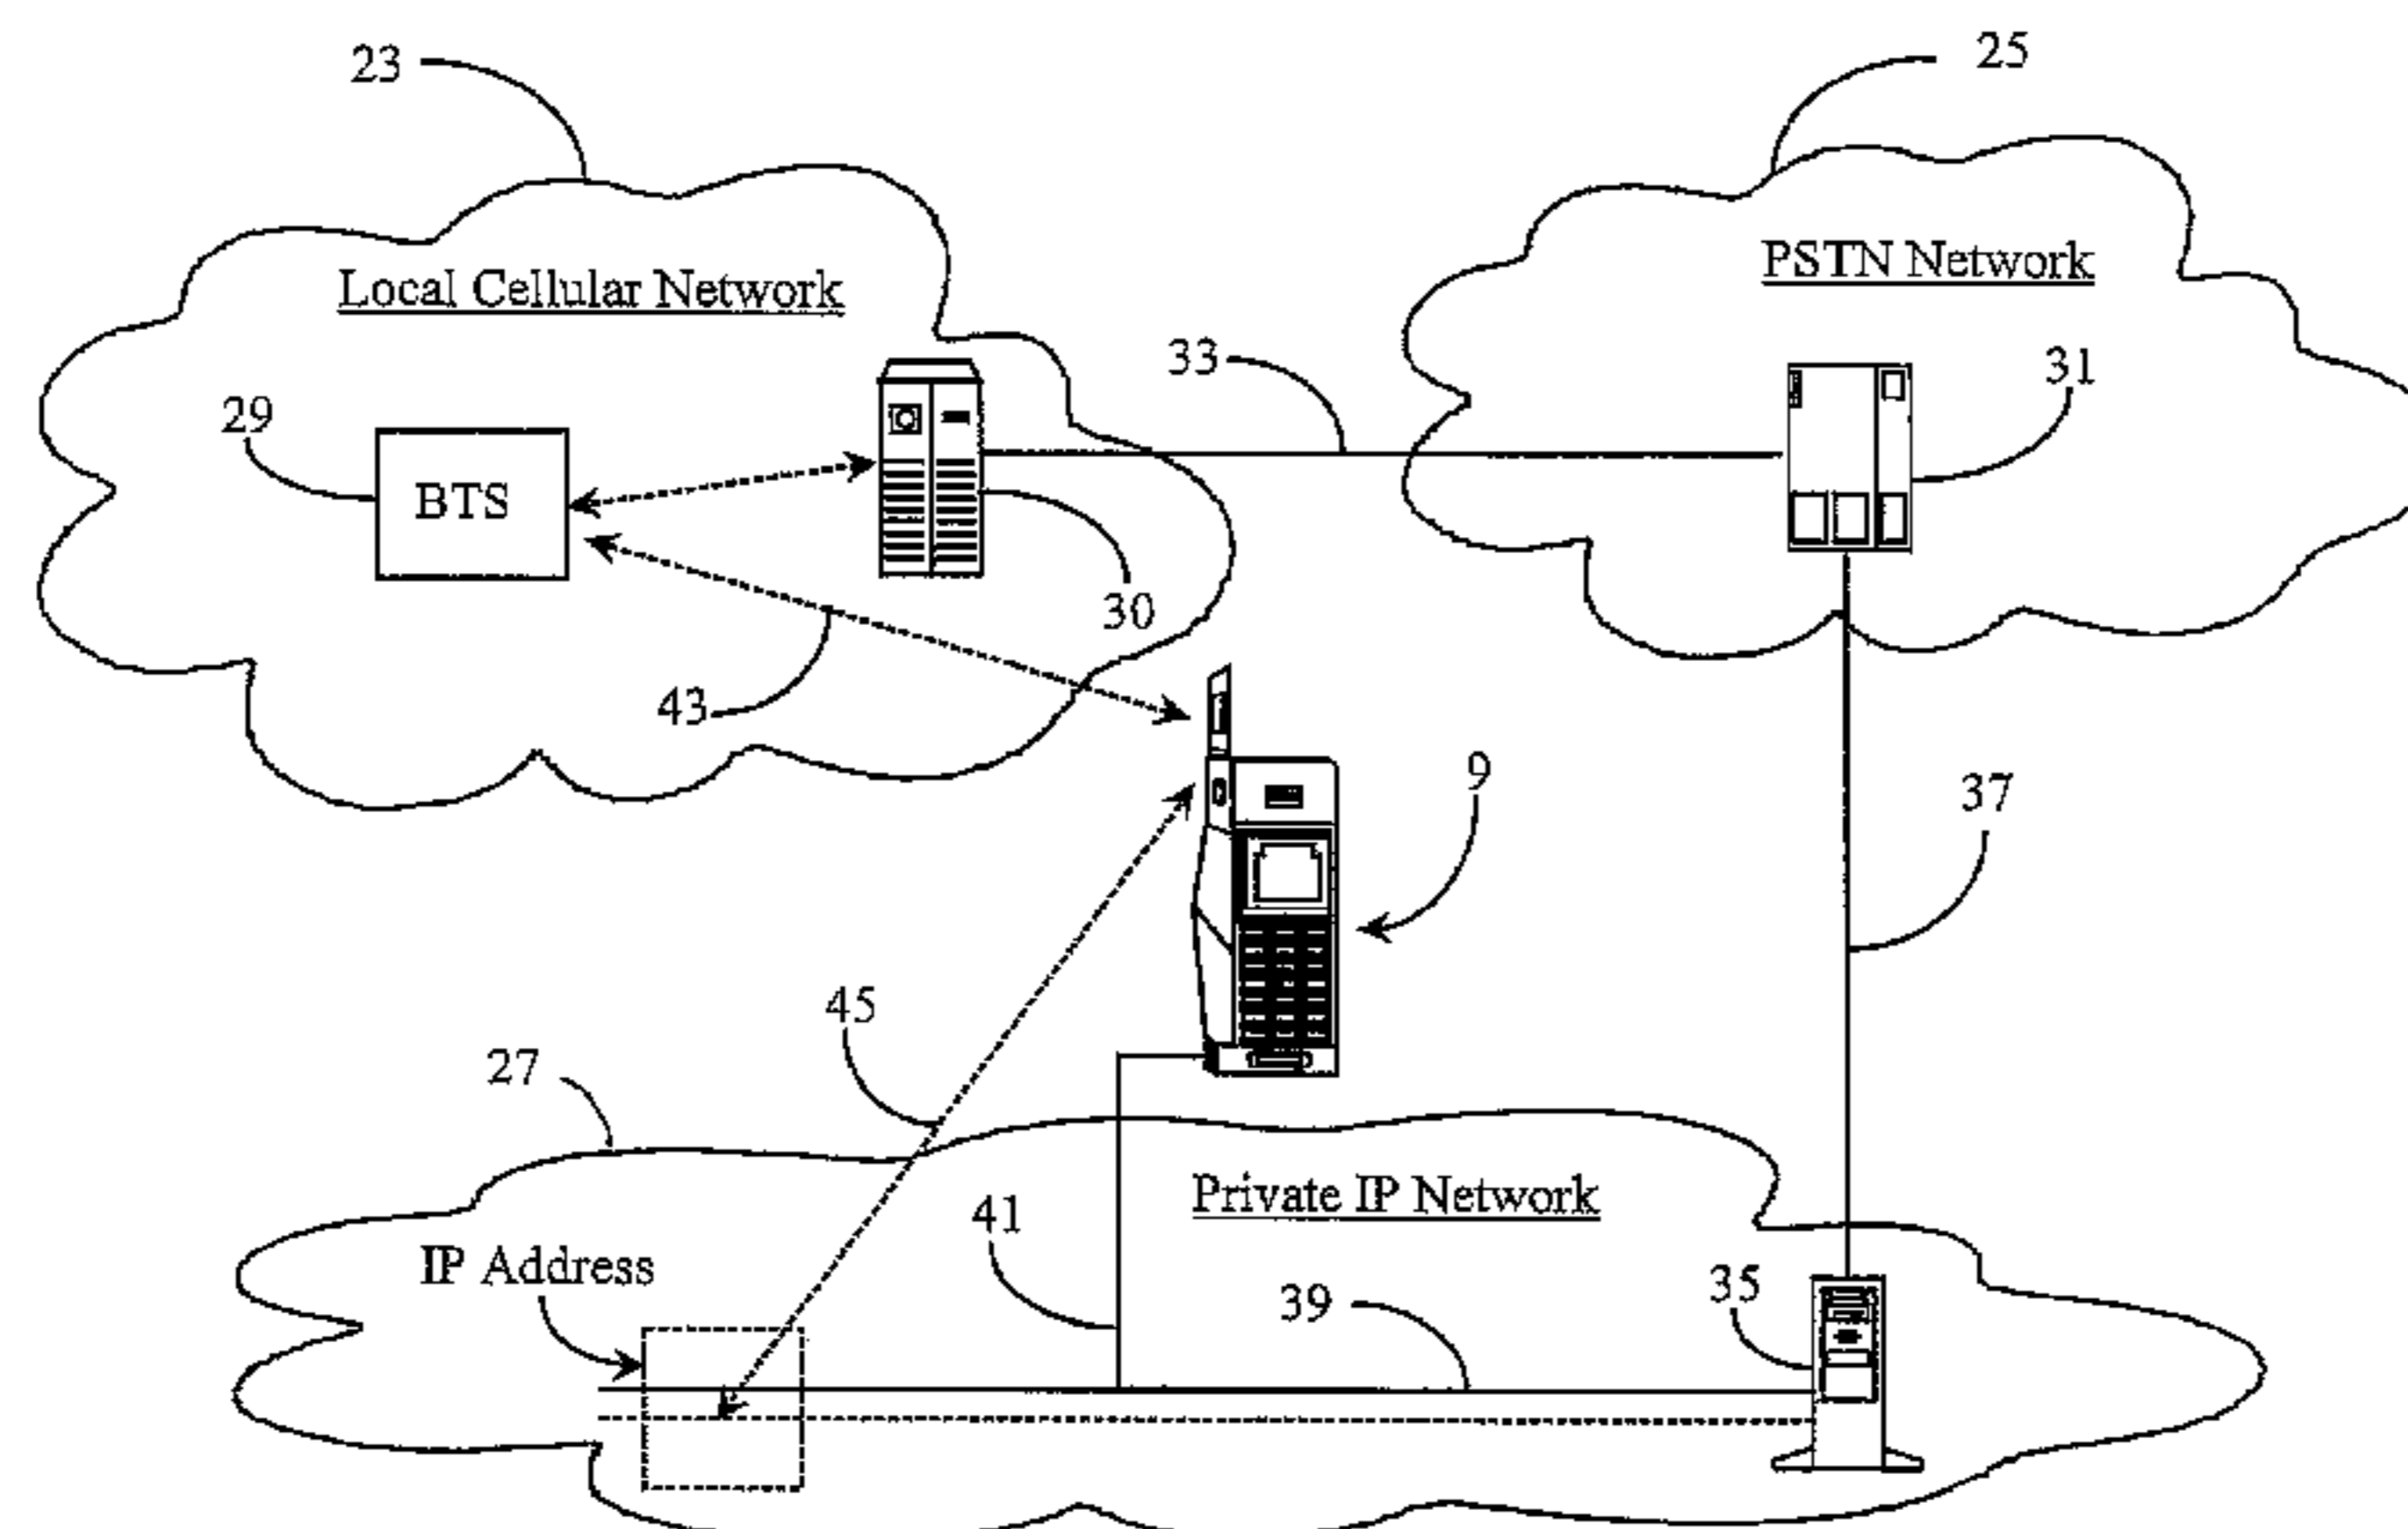 23
25
PSTN Network
Local Cellular Network
33
31
29
BTS
30
43
9
37
45
27
Private IP Network
41
IP Address
39
35